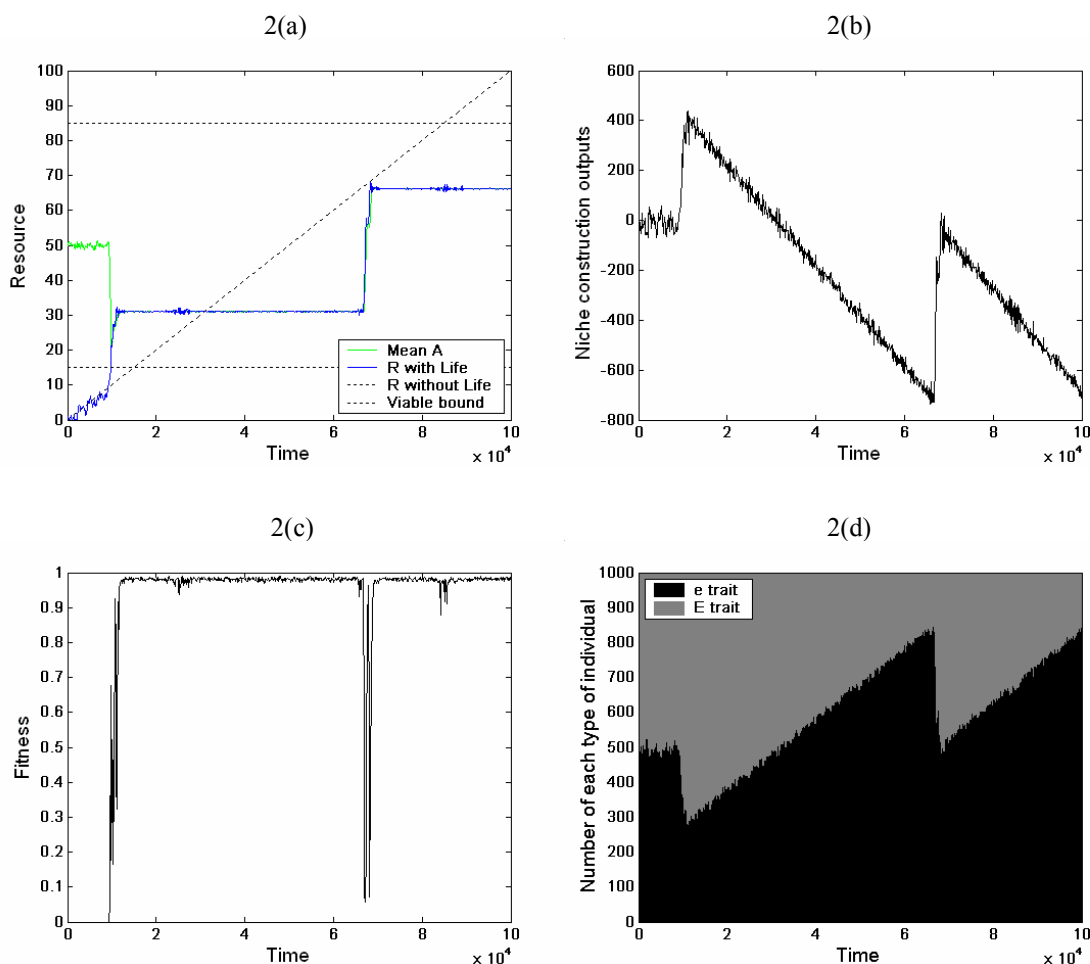 2(a)
100
90
80
70
60
50
40
30
20
10
0
Resource
Mean A
R with Life
R without Life
Viable bound
0 2 4 6 8 10
Time
x 10^4
2(b)
600
400
200
0
-200
-400
-600
-800
Niche construction outputs
0 2 4 6 8 10
Time
x 10^4
2(c)
1
0.9
0.8
0.7
0.6
0.5
0.4
0.3
0.2
0.1
0
Fitness
0 2 4 6 8 10
Time
x 10^4
2(d)
1000
900
800
700
600
500
400
300
200
100
0
Number of each type of individual
e trait
E trait
0 2 4 6 8 10
Time
x 10^4